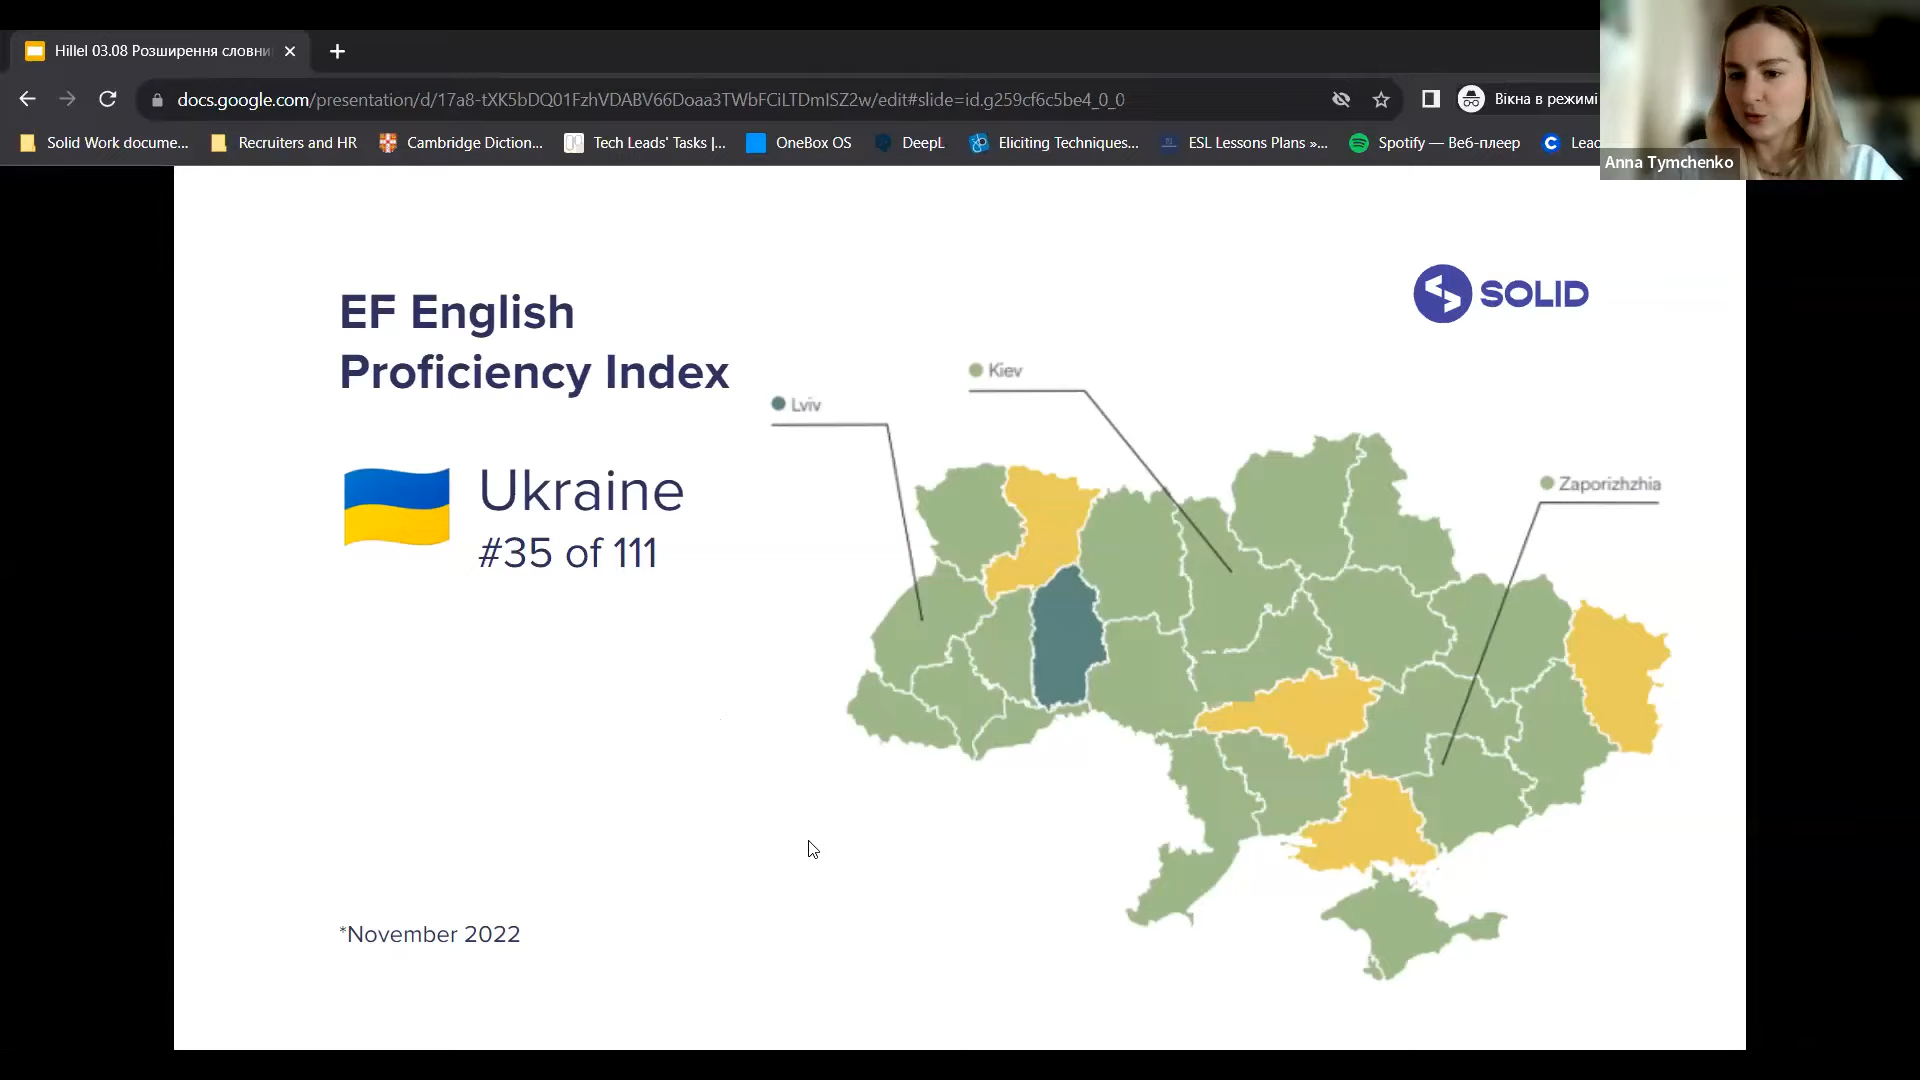 Hillel 03.08 Розширення словни
docs.google.com/presentation/d/17a8-tXK5bDQ01FzhVDABV66Doaa3TWbFCiLTDmISZ2w/edit#slide=id.g259cf6c5be4_0_0
Вікна в режимі
Solid Work docume...
Recruiters and HR
Cambridge Diction...
Tech Leads' Tasks |...
OneBox OS
DeepL
Eliciting Techniques...
ESL Lessons Plans »...
Spotify — Веб-плеер
Leac
Anna Tymchenko
EF English
Proficiency Index
SOLID
Kiev
Lviv
Zaporizhzhia
Ukraine
#35 of 111
*November 2022